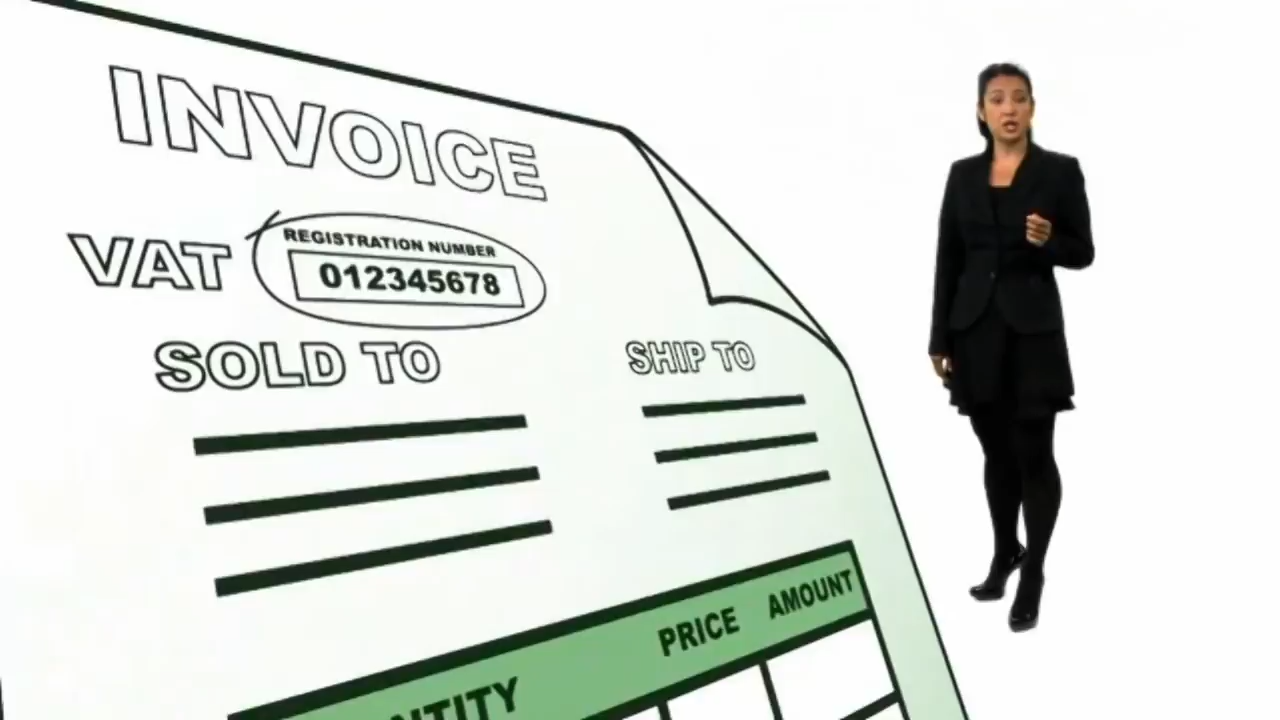 INVOICE
VAT REGISTRATION NUMBER
012345678
SOLD TO
SHIP TO
PRICE AMOUNT